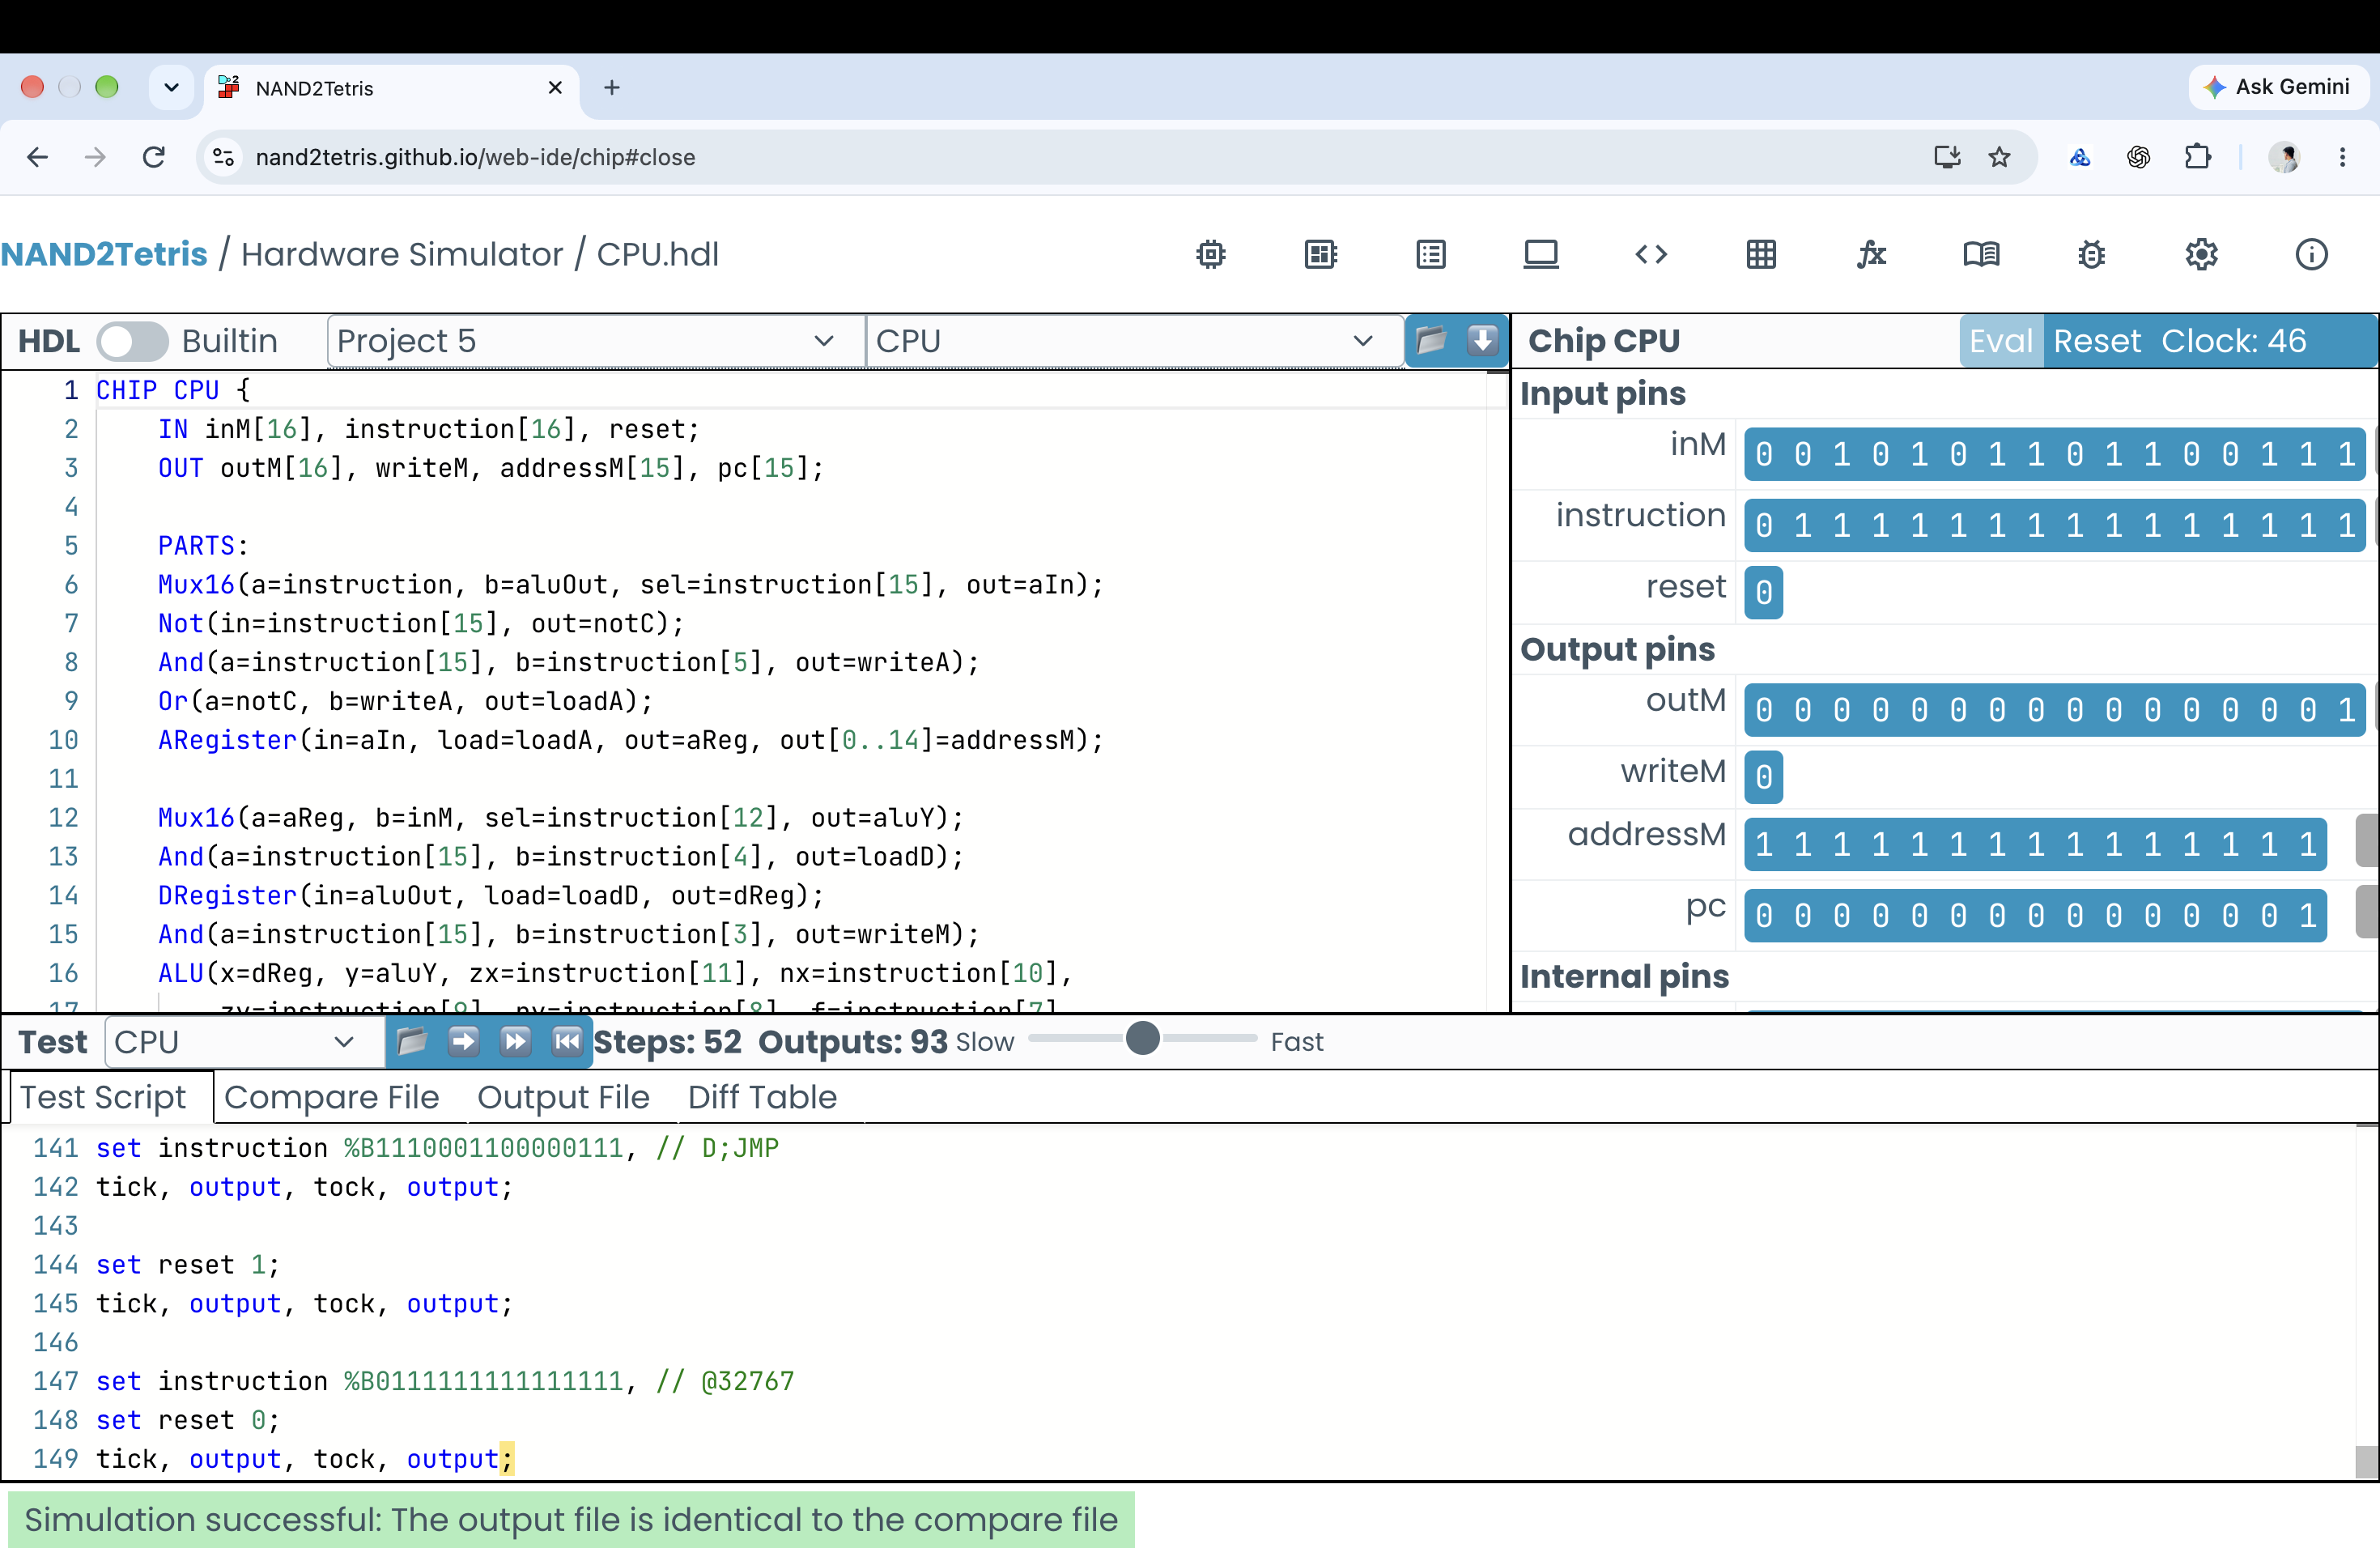 NAND2Tetris
Ask Gemini
nand2tetris.github.io/web-ide/chip#close
NAND2Tetris / Hardware Simulator / CPU.hdl
HDL Builtin Project 5 CPU
1 CHIP CPU {
2 IN inM[16], instruction[16], reset;
3 OUT outM[16], writeM, addressM[15], pc[15];
4
5 PARTS:
6 Mux16(a=instruction, b=aluOut, sel=instruction[15], out=aIn);
7 Not(in=instruction[15], out=notC);
8 And(a=instruction[15], b=instruction[5], out=writeA);
9 Or(a=notC, b=writeA, out=loadA);
10 ARegister(in=aIn, load=loadA, out=aReg, out[0..14]=addressM);
11
12 Mux16(a=aReg, b=inM, sel=instruction[12], out=aluY);
13 And(a=instruction[15], b=instruction[4], out=loadD);
14 DRegister(in=aluOut, load=loadD, out=dReg);
15 And(a=instruction[15], b=instruction[3], out=writeM);
16 ALU(x=dReg, y=aluY, zx=instruction[11], nx=instruction[10],
17 zy=instruction[9], ny=instruction[8], f=instruction[7]
Chip CPU Eval Reset Clock: 46
Input pins
inM 0 0 1 0 1 0 1 1 0 1 1 0 0 1 1 1
instruction 0 1 1 1 1 1 1 1 1 1 1 1 1 1 1 1
reset 0
Output pins
outM 0 0 0 0 0 0 0 0 0 0 0 0 0 0 0 1
writeM 0
addressM 1 1 1 1 1 1 1 1 1 1 1 1 1 1 1
pc 0 0 0 0 0 0 0 0 0 0 0 0 0 0 1
Internal pins
Test CPU Steps: 52 Outputs: 93 Slow Fast
Test Script Compare File Output File Diff Table
141 set instruction %B1110001100000111, // D;JMP
142 tick, output, tock, output;
143
144 set reset 1;
145 tick, output, tock, output;
146
147 set instruction %B0111111111111111, // @32767
148 set reset 0;
149 tick, output, tock, output;
Simulation successful: The output file is identical to the compare file